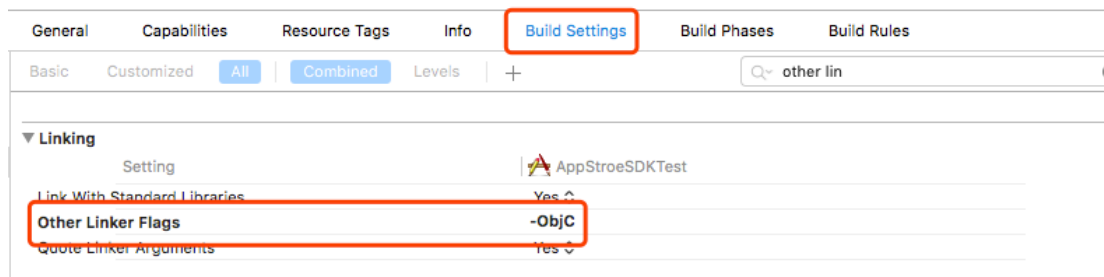 General Capabilities Resource Tags Info Build Settings Build Phases Build Rules
Basic Customized All Combined Levels + other lin
Linking
Setting AppStroeSDKTest
Link With Standard Libraries Yes
Other Linker Flags -ObjC
Quote Linker Arguments Yes